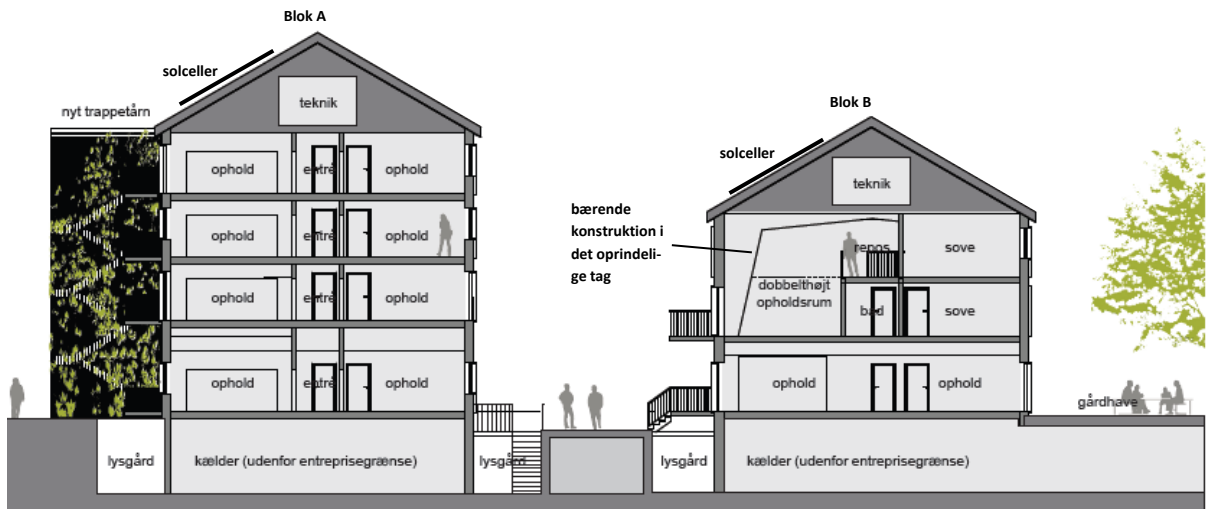 Blok A
solceller
teknik
nyt trappetårn
ophold
entré
ophold
ophold
entré
ophold
ophold
entré
ophold
ophold
entré
ophold
lysgård
kælder (udenfor entreprisegrænse)
lysgård
Blok B
solceller
teknik
bærende
konstruktion i
det oprindeli-
ge tag
repos
sove
dobbelthøjt
opholdsrum
bad
sove
ophold
ophold
gårdhave
lysgård
kælder (udenfor entreprisegrænse)